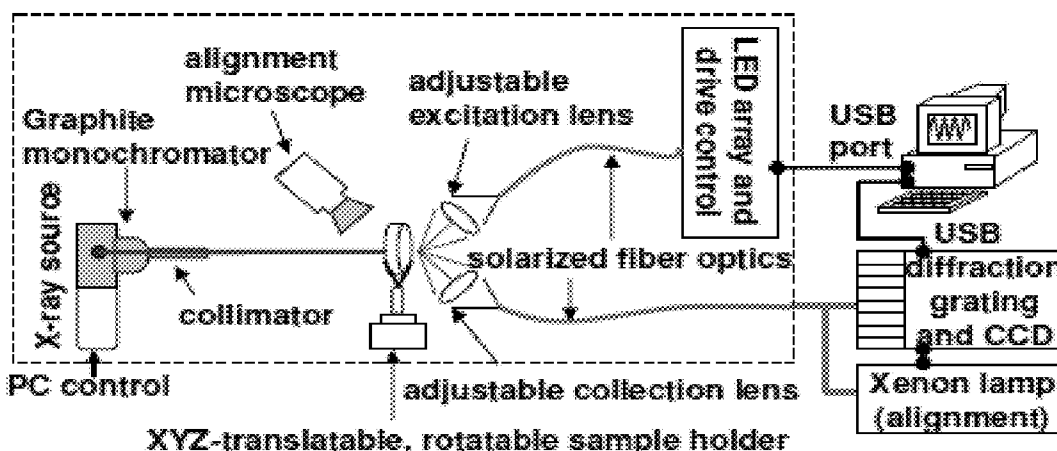 alignment
microscope
Graphite
monochromator
X-ray source
collimator
PC control
adjustable
excitation lens
LED array and
drive control
USB
port
solarized fiber optics
USB
diffraction
grating
and CCD
adjustable collection lens
Xenon lamp
(alignment)
XYZ-translatable, rotatable sample holder